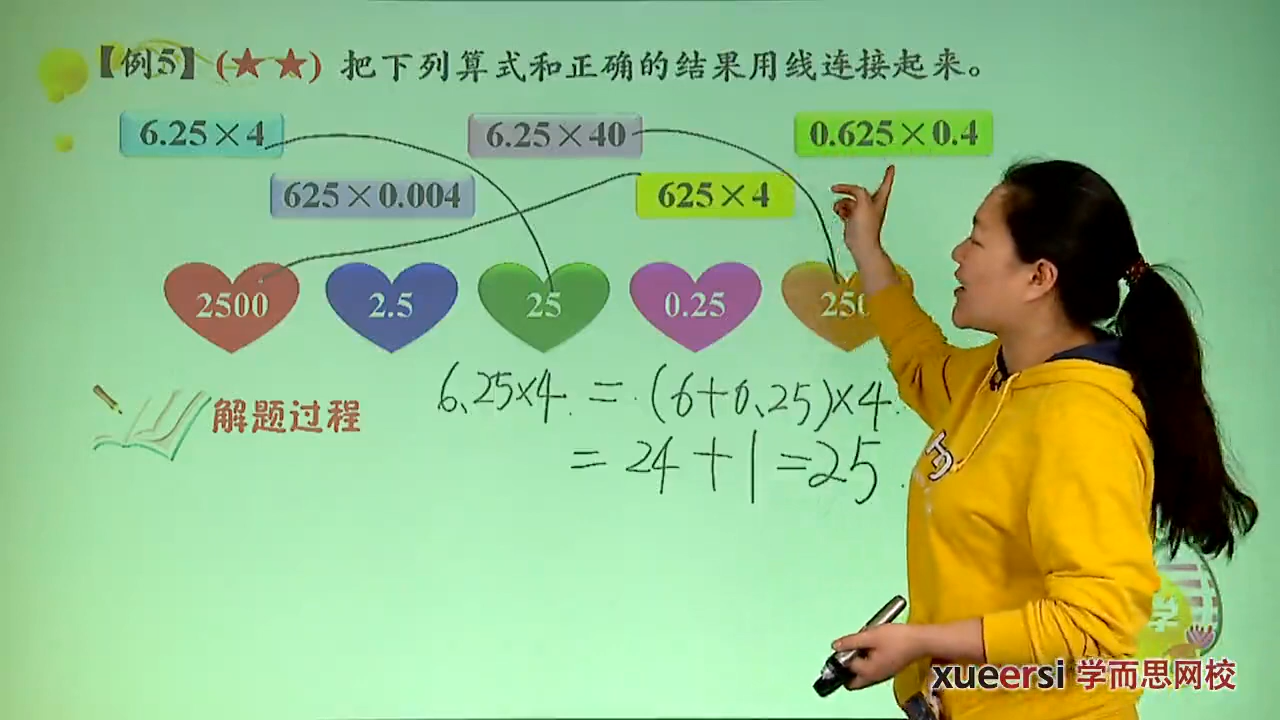 【例5】(★★) 把下列算式和正确的结果用线连接起来。
6.25×4 6.25×40 0.625×0.4
625×0.004 625×4
2500 2.5 25 0.25 250
解题过程
6.25×4 = (6+0.25)×4
= 24+1=25
学
xueersi 学而思网校